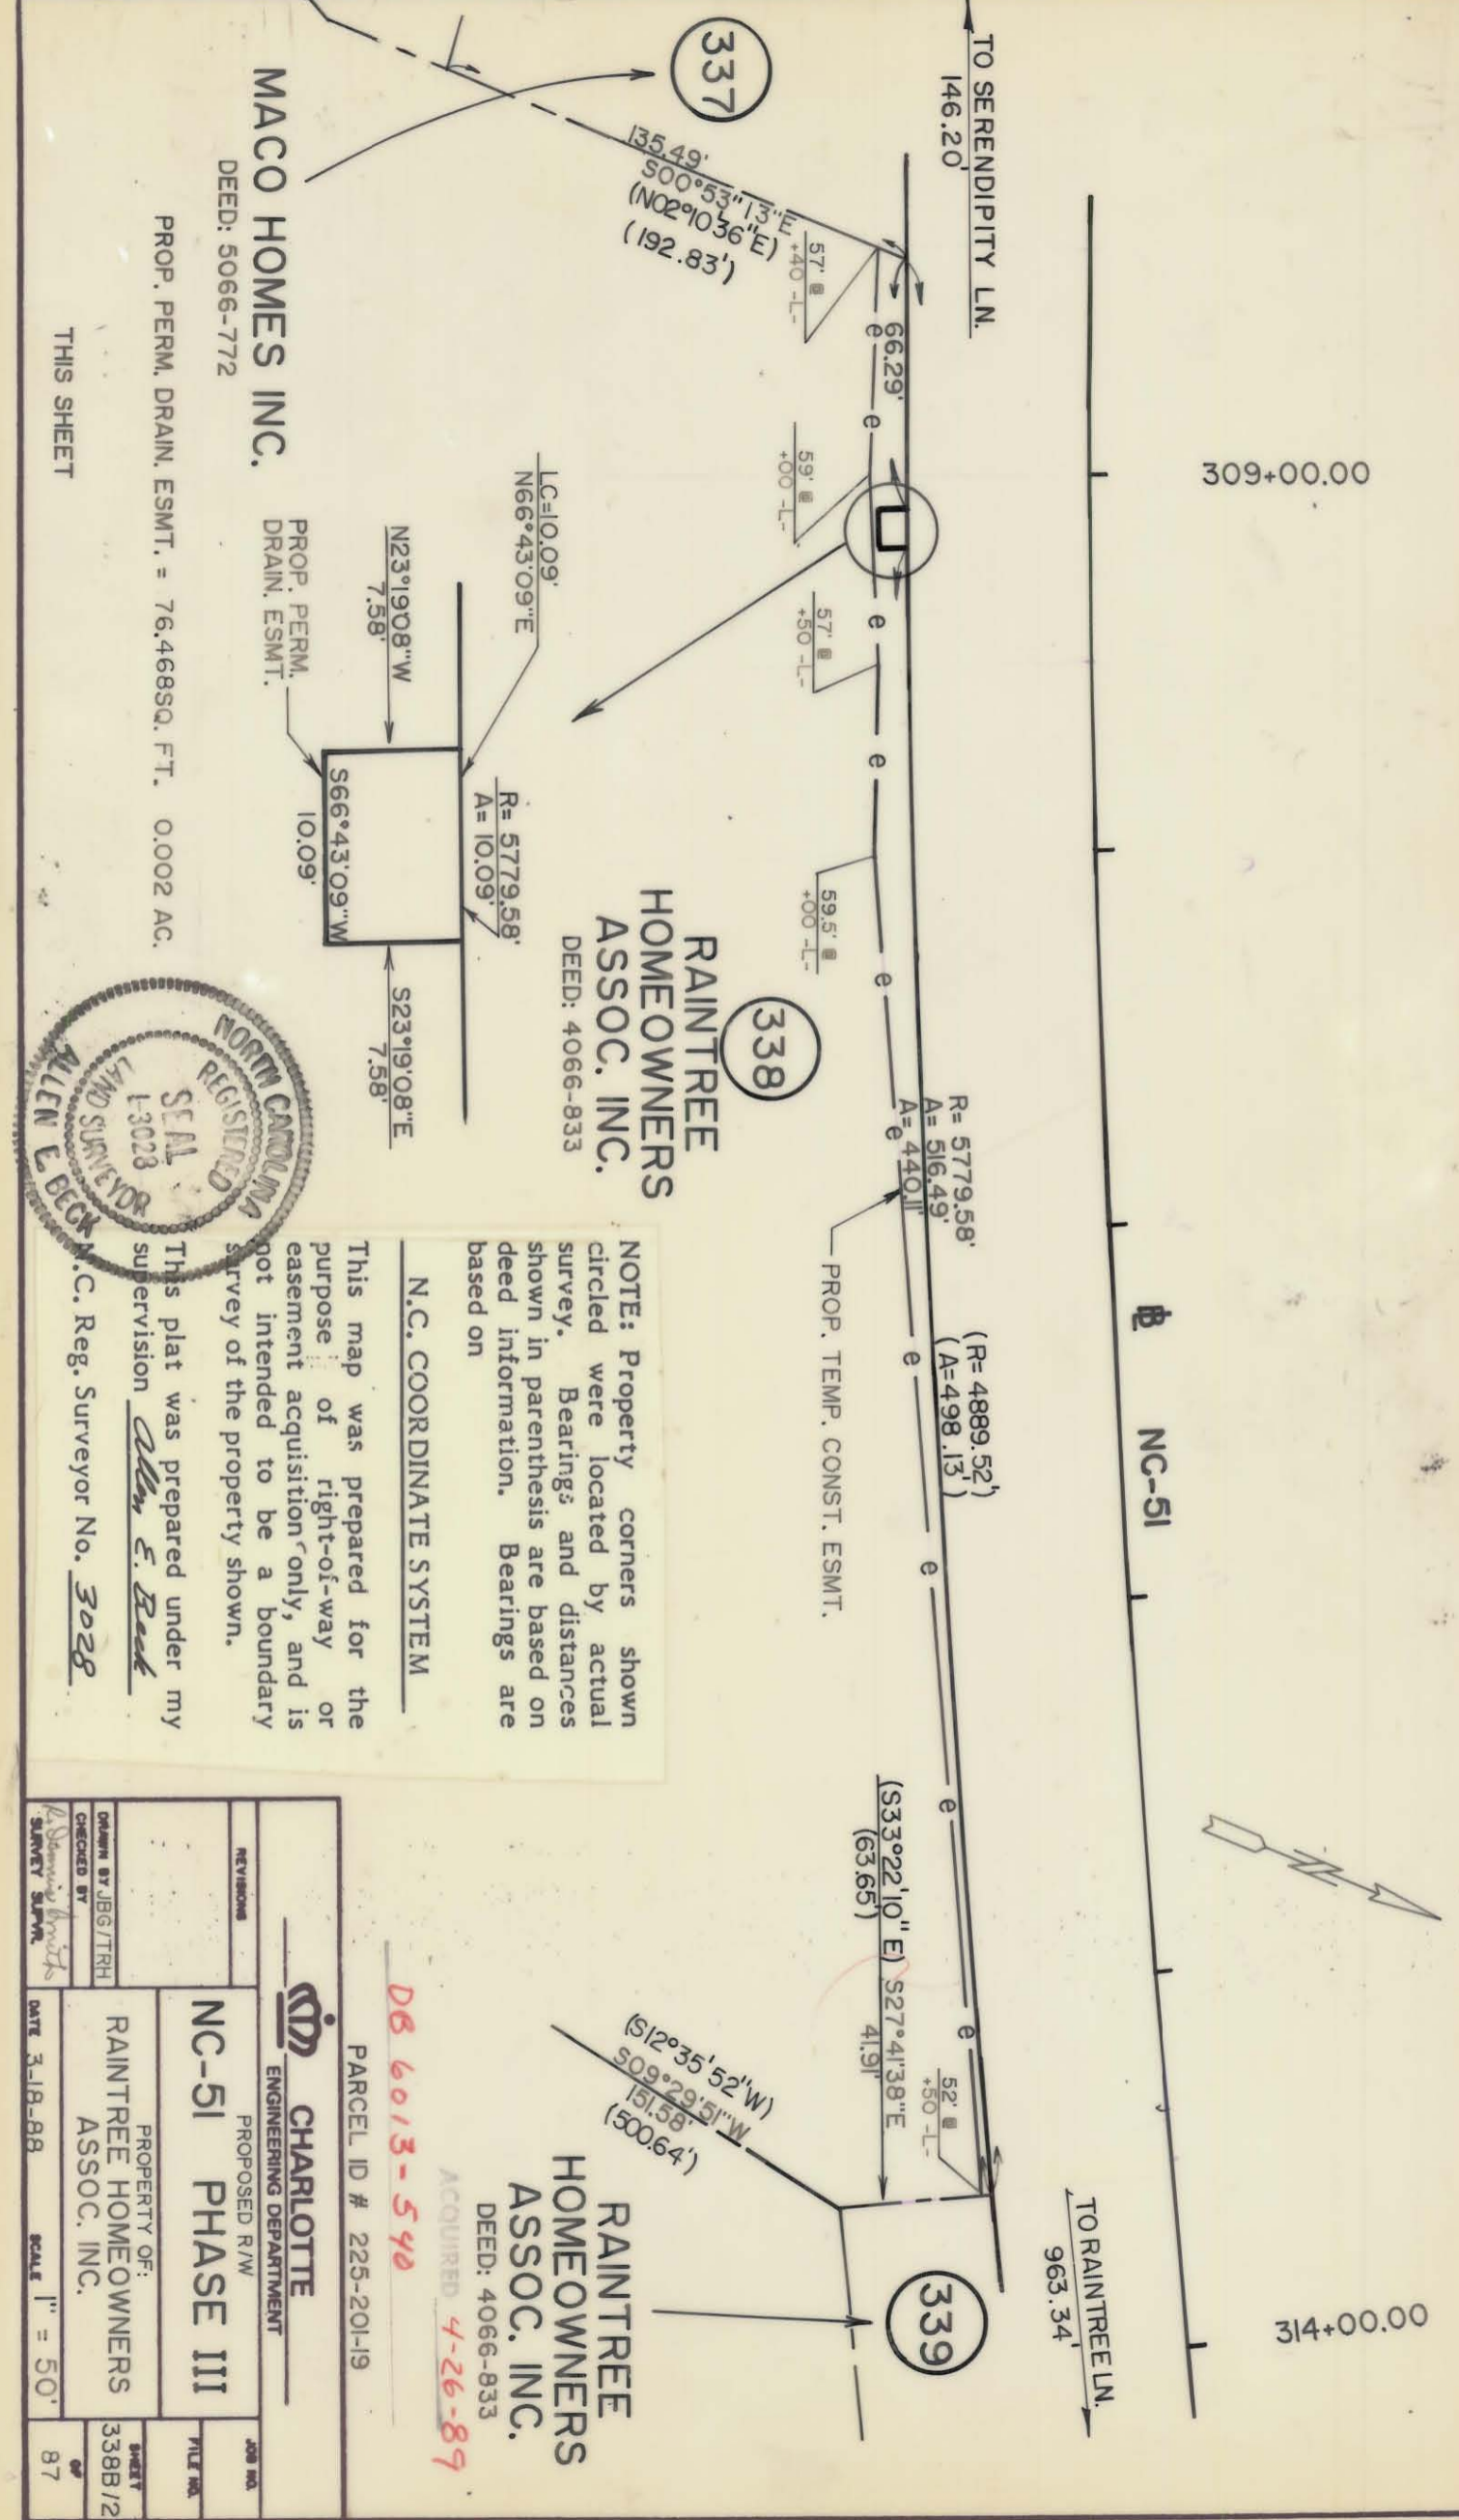 309+00.00
314+00.00
TO SERENDIPITY LN.
146.20'
NC-51
TO RAINTREE LN.
963.34'
337
135.49'
S00°53"13"E
(N02°10'36"E)
(192.83')
57' @
+40 -L-
66.29'
e
e
59' @
+00 -L-
57' @
+50 -L-
e
e
59.5' @
+00 -L-
e
e
R= 5779.58'
A= 516.49'
A= 440.11'
(R=4889.52')
(A=498.13')
PROP. TEMP. CONST. ESMT.
e
e
e
e
(S33°22'10"E) S27°41'38"E
(63.65') 41.91'
52' @
+50 -L-
339
338
RAINTREE
HOMEOWNERS
ASSOC. INC.
DEED: 4066-833
(S12°35'52"W)
S09°29'51"W
151.58'
(500.64')
RAINTREE
HOMEOWNERS
ASSOC. INC.
DEED: 4066-833
MACO HOMES INC.
DEED: 5066-772
LC=10.09'
N66°43'09"E
R= 5779.58'
A= 10.09'
N23°19'08"W
7.58'
S23°19'08"E
7.58'
PROP. PERM.
DRAIN. ESMT.
S66°43'09"W
10.09'
PROP. PERM. DRAIN. ESMT. = 76.468SQ. FT. 0.002 AC.
THIS SHEET
NORTH CAROLINA
REGISTERED
SEAL
L-3028
LAND SURVEYOR
ALLEN E. BECK
NOTE: Property corners shown
circled were located by actual
survey. Bearings and distances
shown in parenthesis are based on
deed information. Bearings are
based on
N.C. COORDINATE SYSTEM
This map was prepared for the
purpose of right-of-way or
easement acquisition only, and is
not intended to be a boundary
survey of the property shown.
This plat was prepared under my
supervision Allen E. Beck
N.C. Reg. Surveyor No. 3028
DB 6013-540
ACQUIRED 4-26-89
PARCEL ID # 225-201-19
CHARLOTTE
ENGINEERING DEPARTMENT
REVISIONS
PROPOSED R/W
NC-51 PHASE III
JOB NO.
FILE NO.
DRAWN BY JBG/TRH
CHECKED BY
SURVEY SUPVR.
PROPERTY OF:
RAINTREE HOMEOWNERS
ASSOC. INC.
DATE 3-18-88
SCALE 1" = 50'
SHEET
338B/2
OF
87